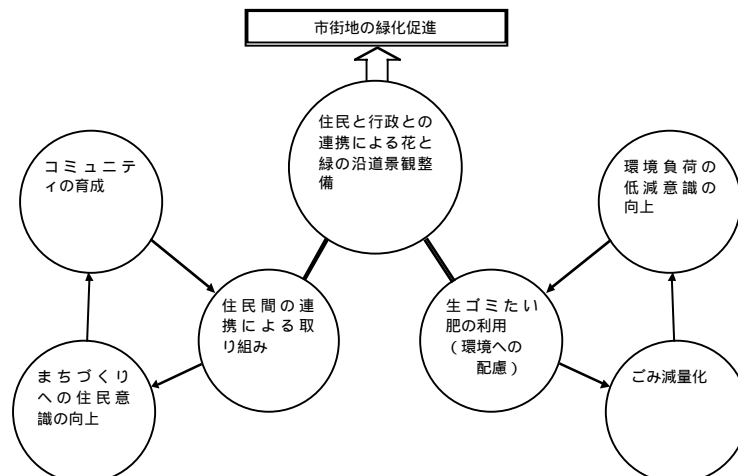 市街地の緑化促進
住民と行政との
連携による花と
緑の沿道景観整
備
コミュニテ
ィの育成
環境負荷の
低減意識の
向上
住民間の連
携による取
り組み
生ゴミたい
肥の利用
(環境への
配慮)
まちづくり
への住民意
識の向上
ごみ減量化